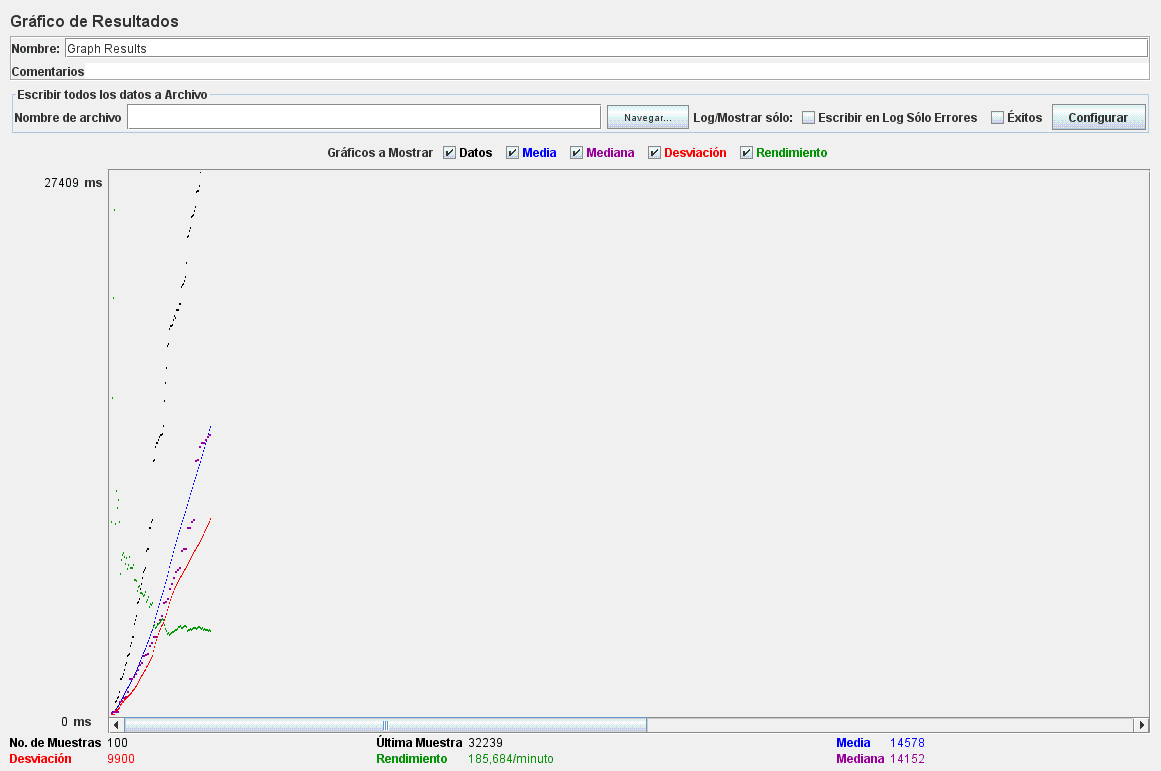 Gráfico de Resultados
Nombre: Graph Results
Comentarios
Escribir todos los datos a Archivo
Nombre de archivo Navegar... Log/Mostrar sólo: Escribir en Log Sólo Errores Éxitos Configurar
Gráficos a Mostrar Datos Media Mediana Desviación Rendimiento
27409 ms
0 ms
No. de Muestras 100 Última Muestra 32239 Media 14578
Desviación 9900 Rendimiento 185,684/minuto Mediana 14152